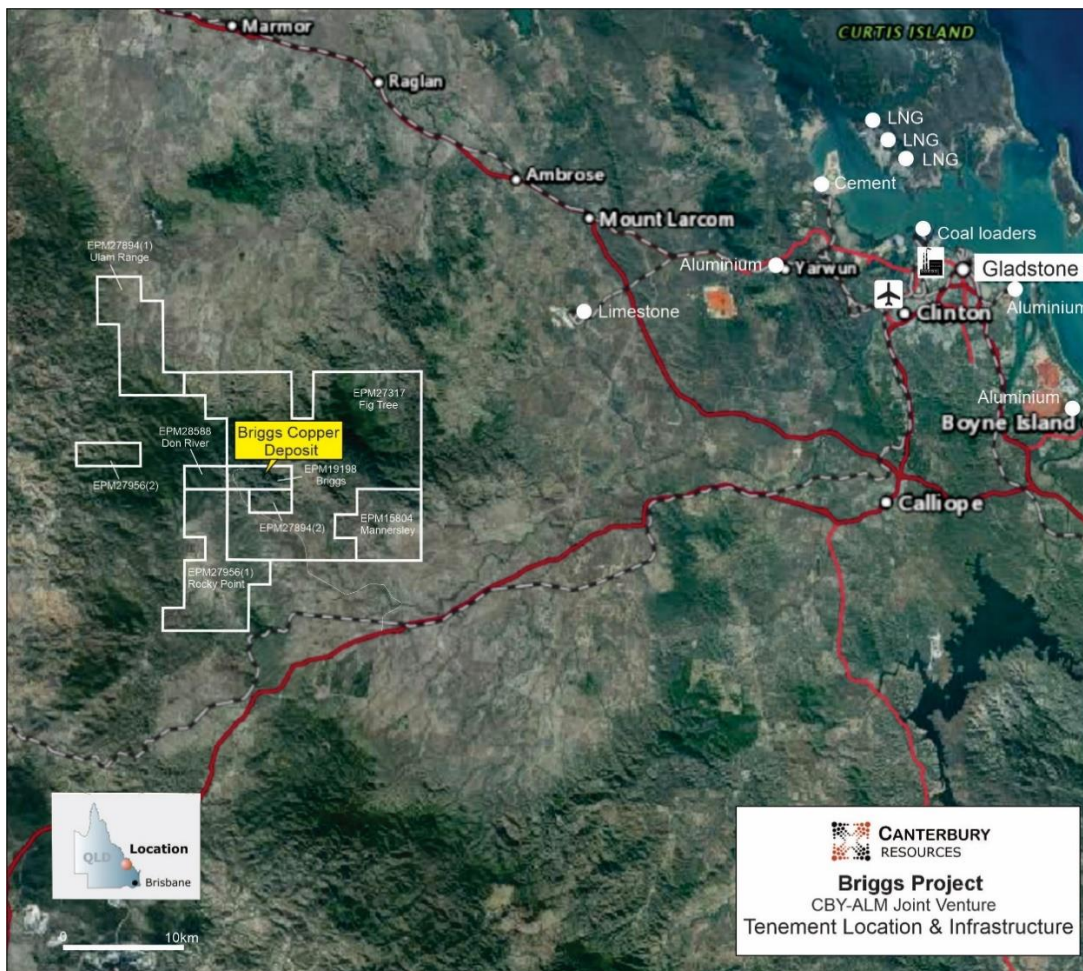 Marmor
CURTIS ISLAND
Raglan
LNG
LNG
LNG
Ambrose
Cement
Mount Larcom
Coal loaders
EPM27894(1)
Ulam Range
Aluminium
Yarwun
Gladstone
Limestone
Clinton
Aluminium
EPM27317
Fig Tree
Aluminium
Boyne Island
EPM28588
Don River
Briggs Copper
Deposit
EPM19198
Briggs
EPM27956(2)
EPM27894(2)
EPM15804
Mannersley
Calliope
EPM27956(1)
Rocky Point
QLD
Location
Brisbane
0
10km
CANTERBURY
RESOURCES
Briggs Project
CBY-ALM Joint Venture
Tenement Location & Infrastructure